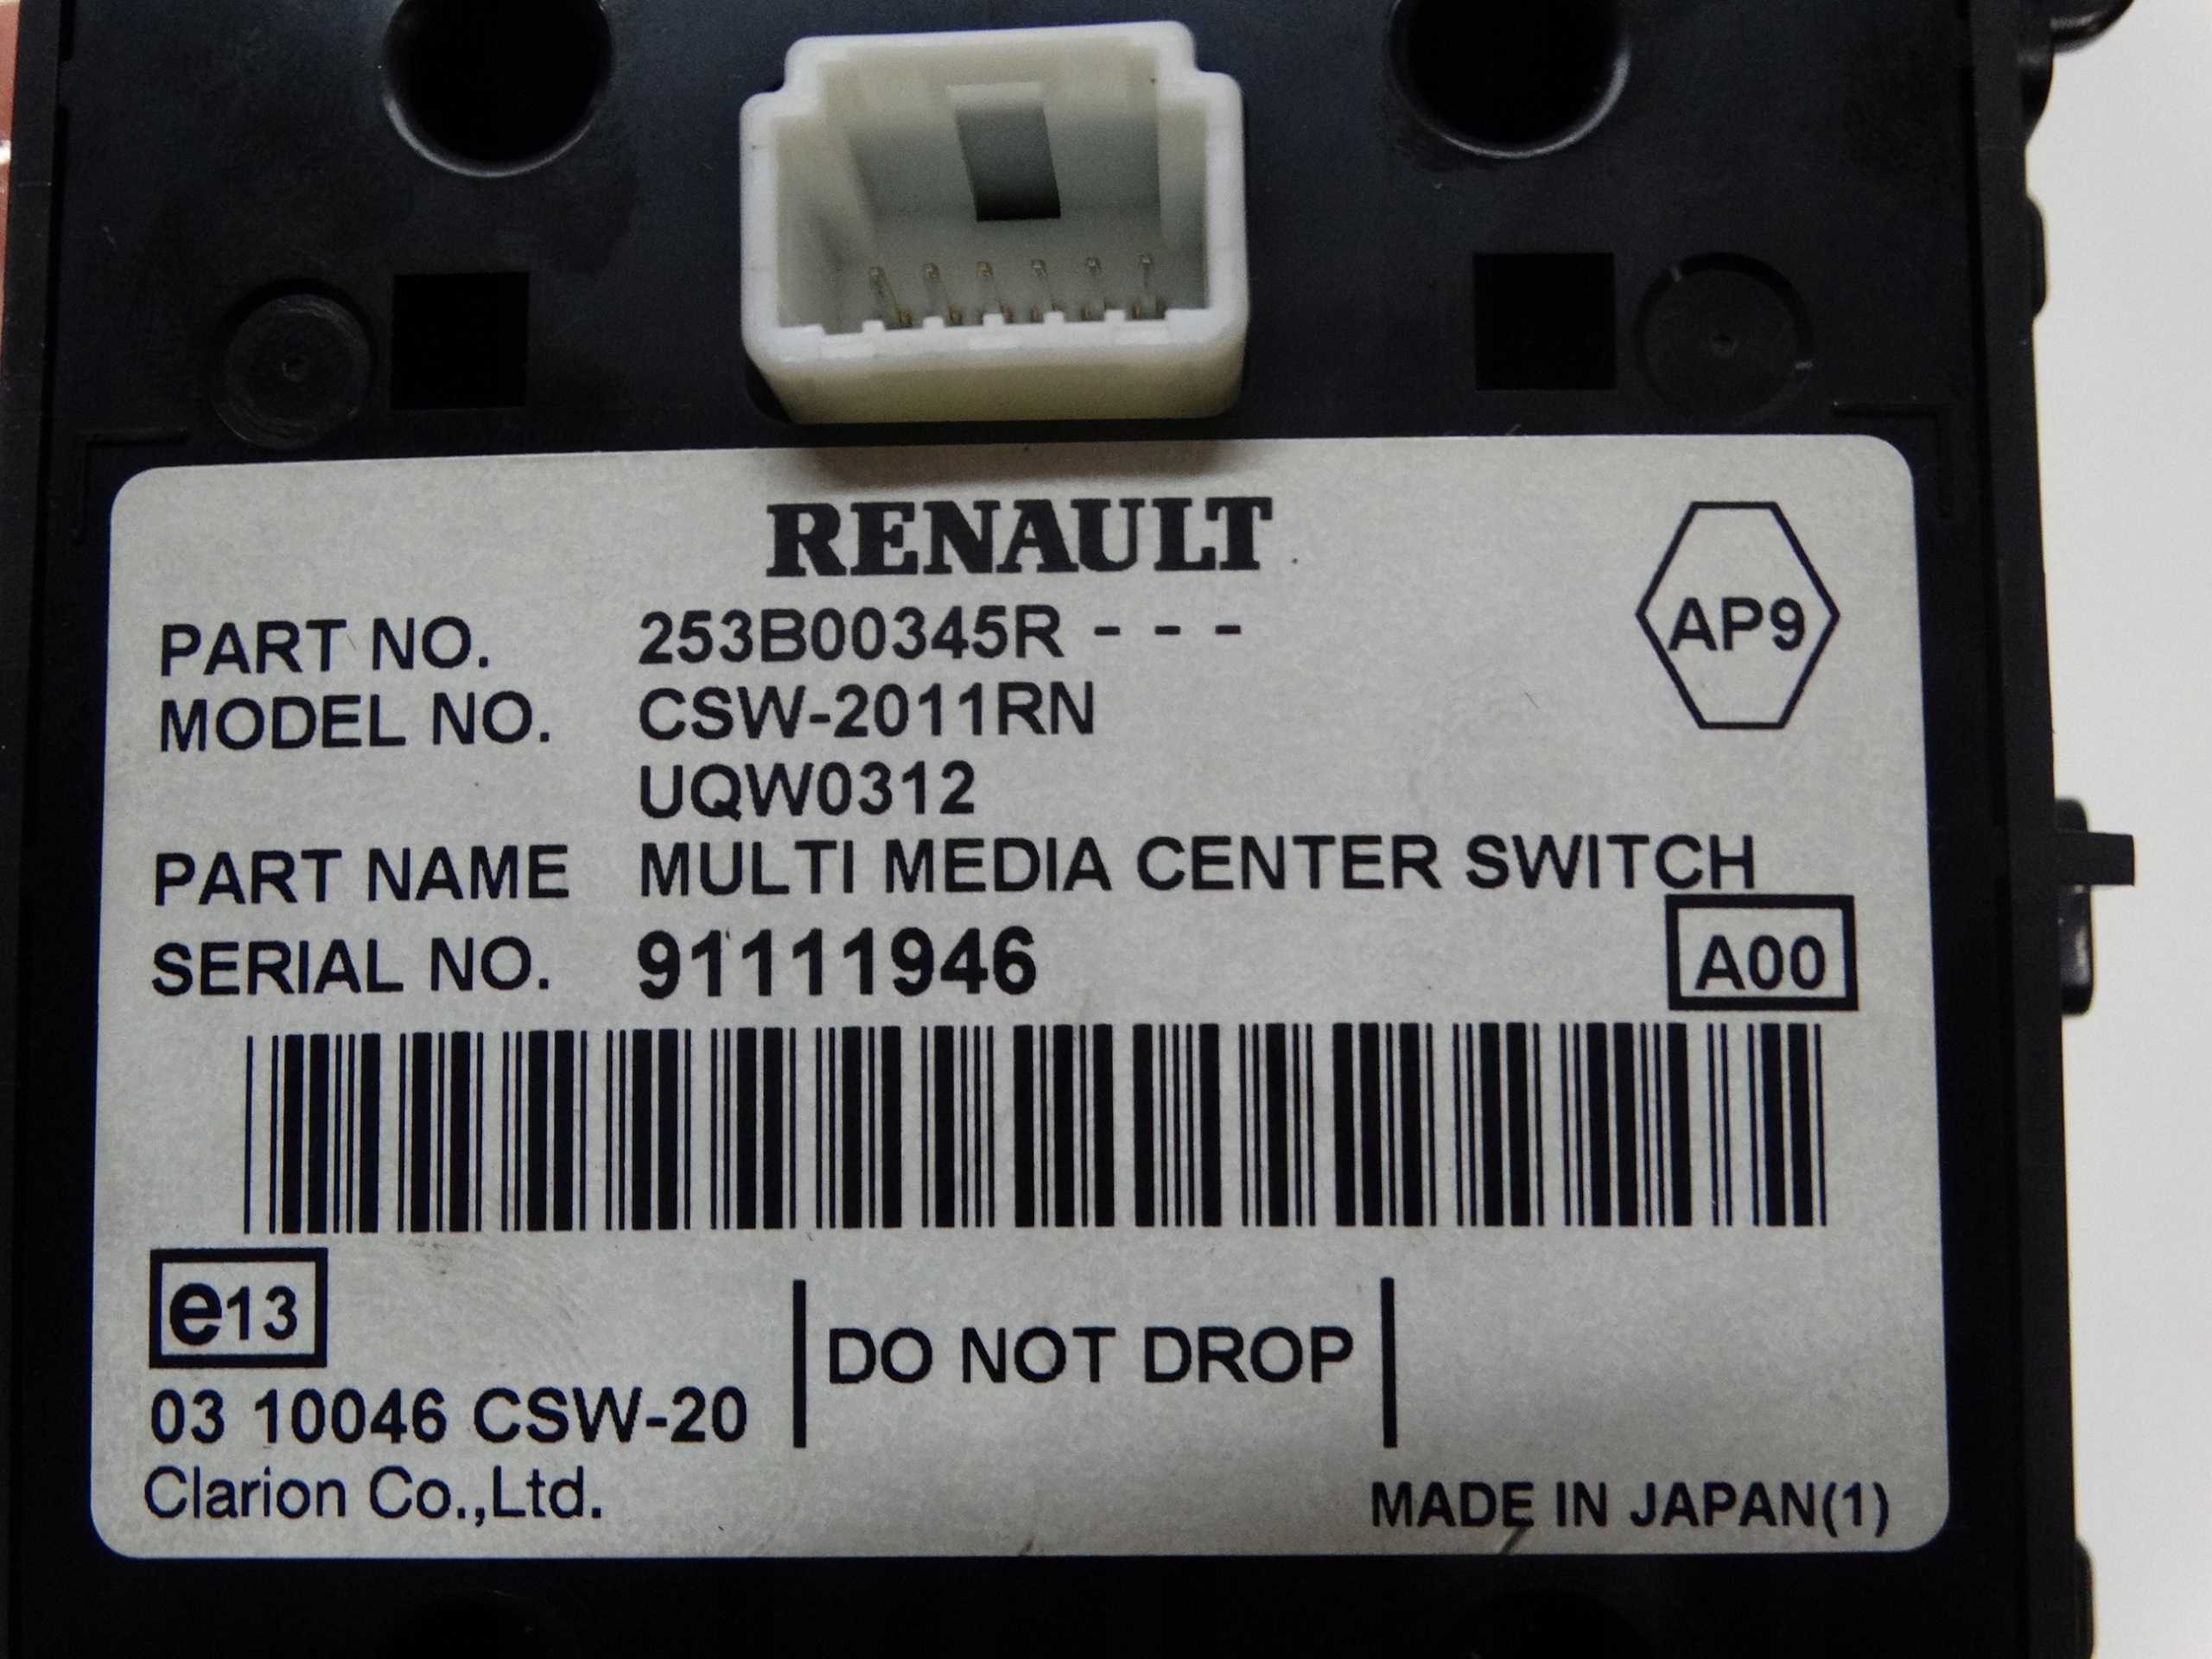 RENAULT
AP9
PART NO. 253B00345R - - -
MODEL NO. CSW-2011RN
UQW0312
PART NAME MULTI MEDIA CENTER SWITCH
SERIAL NO. 91111946
A00
e13
DO NOT DROP
03 10046 CSW-20
Clarion Co.,Ltd.
MADE IN JAPAN(1)